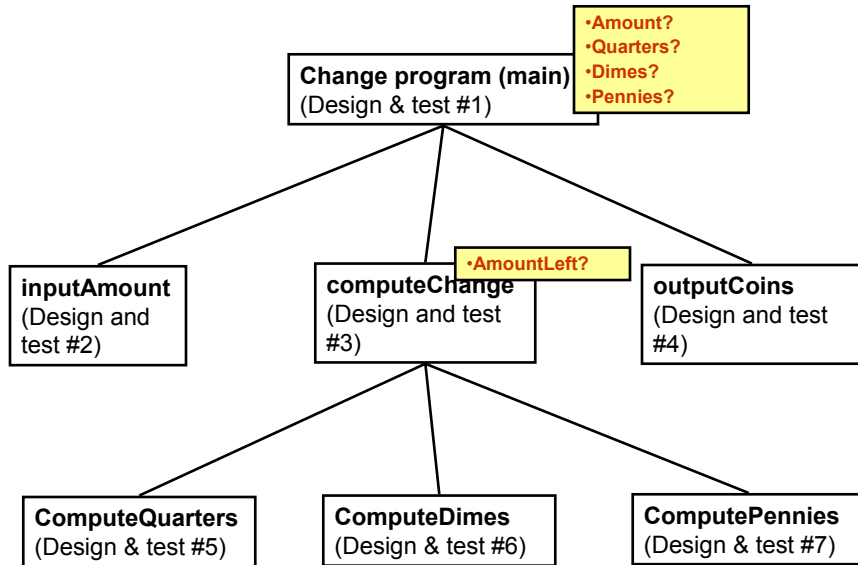 •Amount?
•Quarters?
•Dimes?
•Pennies?
Change program (main)
(Design & test #1)
inputAmount
(Design and
test #2)
•AmountLeft?
computeChange
(Design and test
#3)
outputCoins
(Design and test
#4)
ComputeQuarters
(Design & test #5)
ComputeDimes
(Design & test #6)
ComputePennies
(Design & test #7)